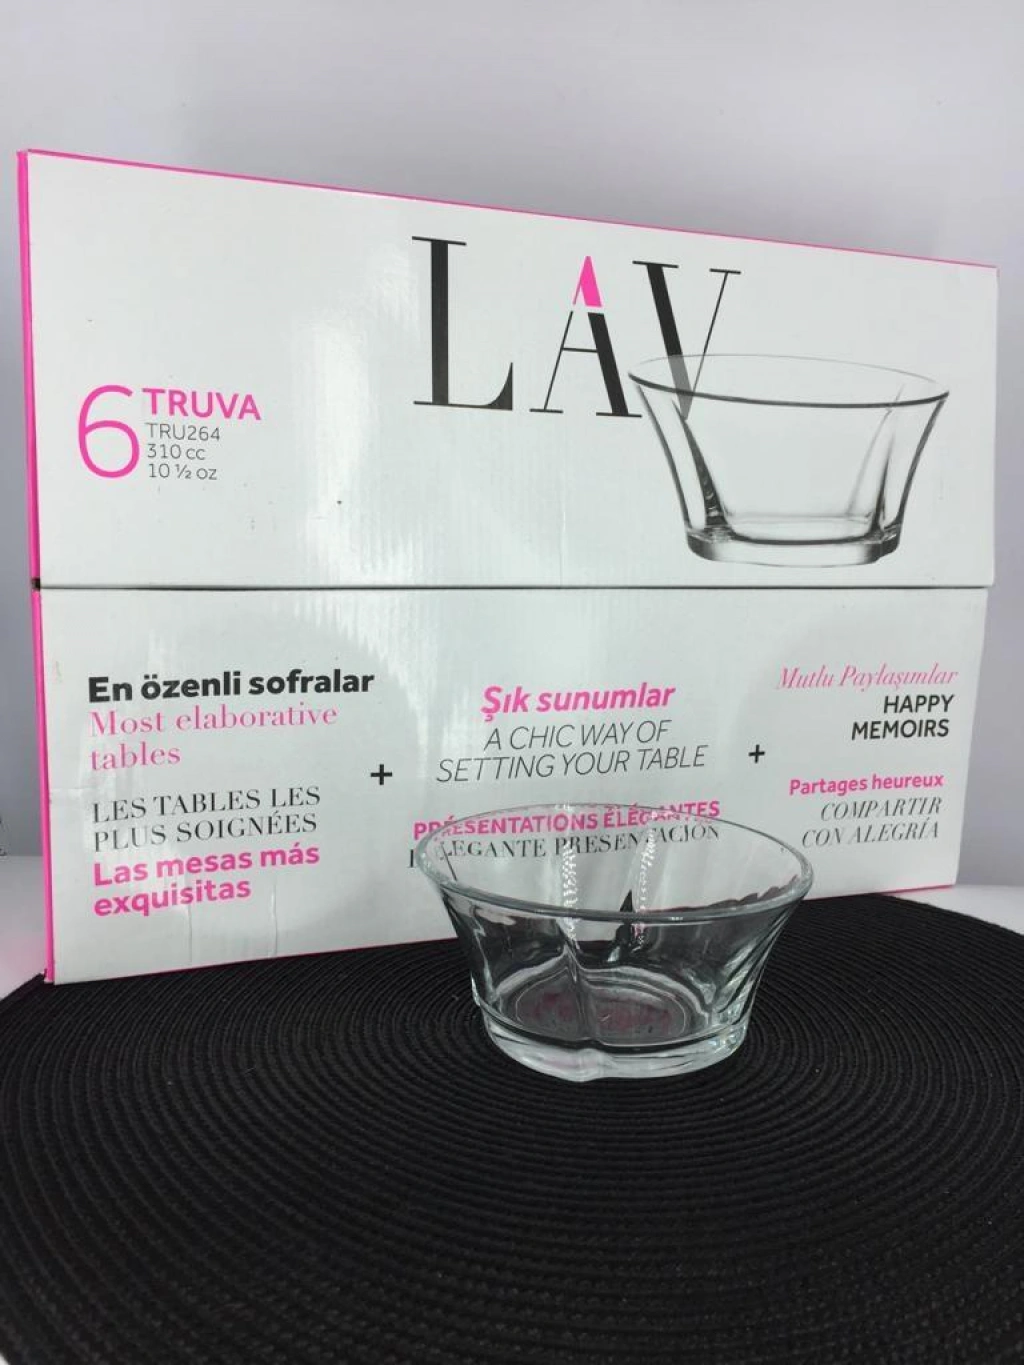 LAV
6 TRUVA
TRU264
310 cc
10 ½ oz
En özenli sofralar
Most elaborative
tables
LES TABLES LES
PLUS SOIGNÉES
Las mesas más
exquisitas
+
Şık sunumlar
A CHIC WAY OF
SETTING YOUR TABLE
PRÉSENTATIONS ÉLÉGANTES
ELEGANTE PRESENTACIÓN
+
Mutlu Paylaşımlar
HAPPY
MEMOIRS
Partages heureux
COMPARTIR
CON ALEGRÍA